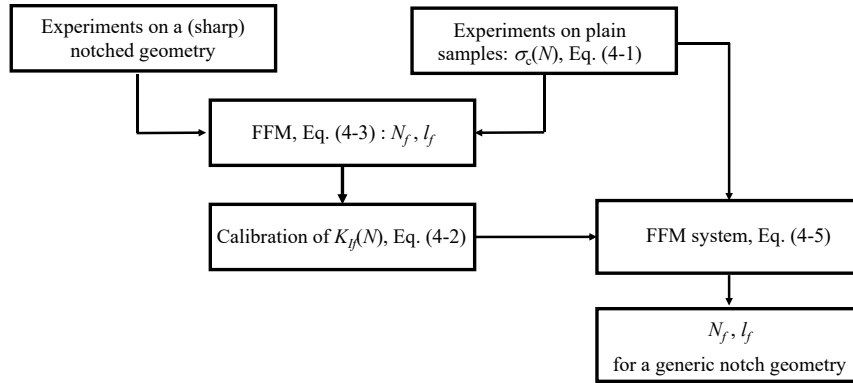 Experiments on a (sharp)
notched geometry
Experiments on plain
samples: σc(N), Eq. (4-1)
FFM, Eq. (4-3) : Nf , lf
Calibration of KIf(N), Eq. (4-2)
FFM system, Eq. (4-5)
Nf , lf
for a generic notch geometry